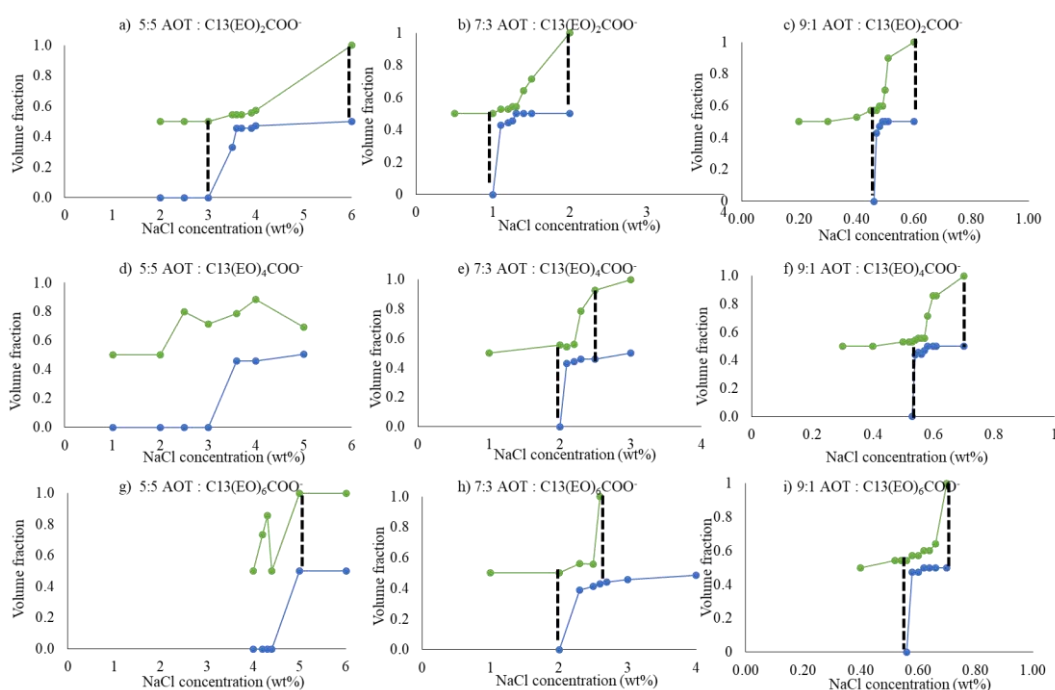 a) 5:5 AOT : C13(EO)₂COO⁻
Volume fraction
1.0
0.8
0.6
0.4
0.2
0.0
0 1 2 3 4 5 6
NaCl concentration (wt%)
b) 7:3 AOT : C13(EO)₂COO⁻
Volume fraction
1
0.8
0.6
0.4
0.2
0
0 1 2 3 4
NaCl concentration (wt%)
c) 9:1 AOT : C13(EO)₂COO⁻
Volume fraction
1
0.8
0.6
0.4
0.2
0
0.00 0.20 0.40 0.60 0.80 1.00
NaCl concentration (wt%)
d) 5:5 AOT : C13(EO)₄COO⁻
Volume fraction
1.0
0.8
0.6
0.4
0.2
0.0
0 1 2 3 4 5 6
NaCl concentration (wt%)
e) 7:3 AOT : C13(EO)₄COO⁻
Volume fraction
1.0
0.8
0.6
0.4
0.2
0.0
0 1 2 3 4
NaCl concentration (wt%)
f) 9:1 AOT : C13(EO)₄COO⁻
Volume fraction
1.0
0.8
0.6
0.4
0.2
0.0
0 0.2 0.4 0.6 0.8 1
NaCl concentration (wt%)
g) 5:5 AOT : C13(EO)₆COO⁻
Volume fraction
1.0
0.8
0.6
0.4
0.2
0.0
0 1 2 3 4 5 6
NaCl concentration (wt%)
h) 7:3 AOT : C13(EO)₆COO⁻
Volume fraction
1.0
0.8
0.6
0.4
0.2
0.0
0 1 2 3 4
NaCl concentration (wt%)
i) 9:1 AOT : C13(EO)₆COO⁻
Volume fraction
1
0.8
0.6
0.4
0.2
0
0.00 0.20 0.40 0.60 0.80 1.00
NaCl concentration (wt%)